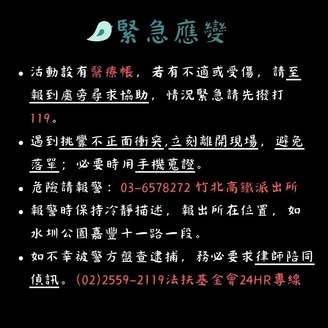 緊急應變
• 活動設有醫療帳，若有不適或受傷，請至
報到處旁尋求協助，情況緊急請先撥打
119。
• 遇到挑釁不正面衝突,立刻離開現場，避免
落單；必要時用手機蒐證。
• 危險請報警：03-6578272 竹北高鐵派出所
• 報警時保持冷靜描述，報出所在位置，如
水圳公園嘉豐十一路一段。
• 如不幸被警方盤查逮捕，務必要求律師陪同
偵訊。(02)2559-2119法扶基金會24HR專線